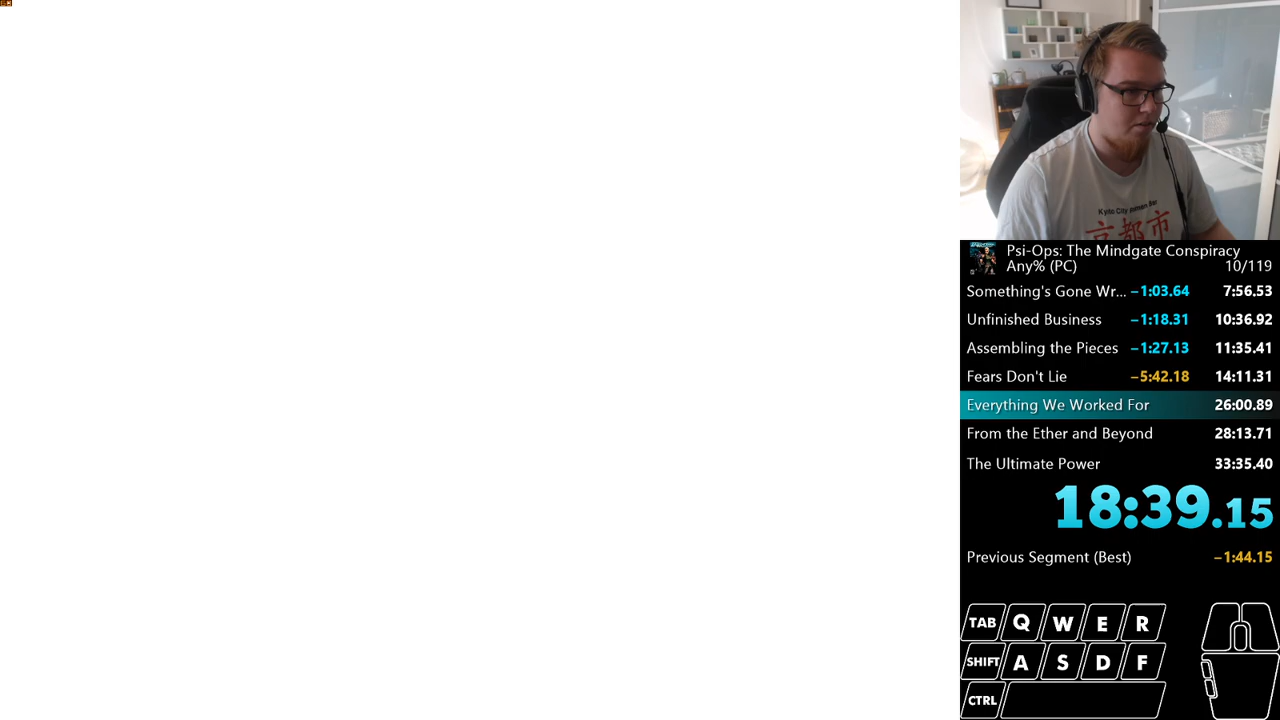 Kyoto City Ramen Bar
京都市
Psi-Ops: The Mindgate Conspiracy
Any% (PC) 10/119
Something's Gone Wr... −1:03.64 7:56.53
Unfinished Business −1:18.31 10:36.92
Assembling the Pieces −1:27.13 11:35.41
Fears Don't Lie −5:42.18 14:11.31
Everything We Worked For 26:00.89
From the Ether and Beyond 28:13.71
The Ultimate Power 33:35.40
18:39.15
Previous Segment (Best) −1:44.15
TAB Q W E R
SHIFT A S D F
CTRL